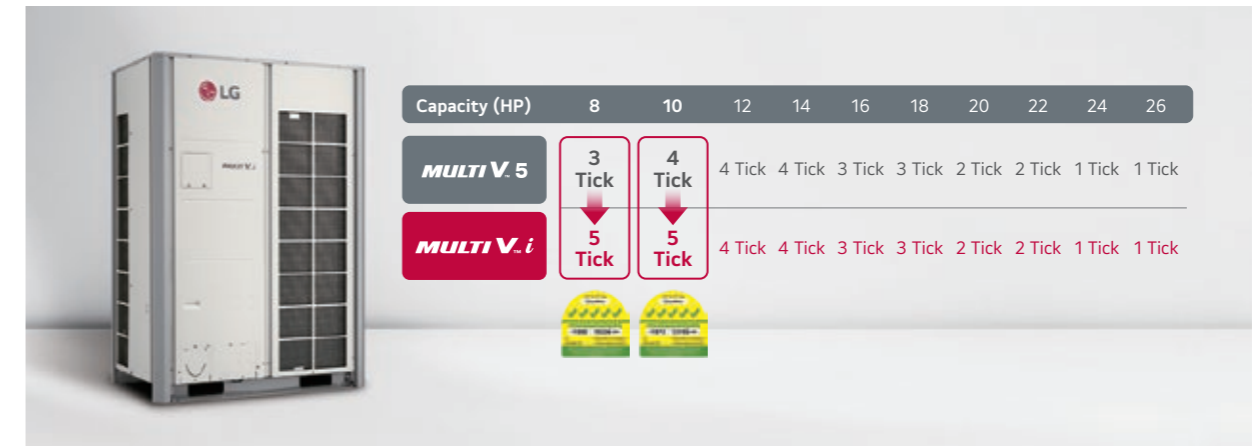 LG
MULTI V. i
Capacity (HP) 8 10 12 14 16 18 20 22 24 26
MULTI V™ 5 3 Tick 4 Tick 4 Tick 4 Tick 3 Tick 3 Tick 2 Tick 2 Tick 1 Tick 1 Tick
MULTI V™ i 5 Tick 5 Tick 4 Tick 4 Tick 3 Tick 3 Tick 2 Tick 2 Tick 1 Tick 1 Tick